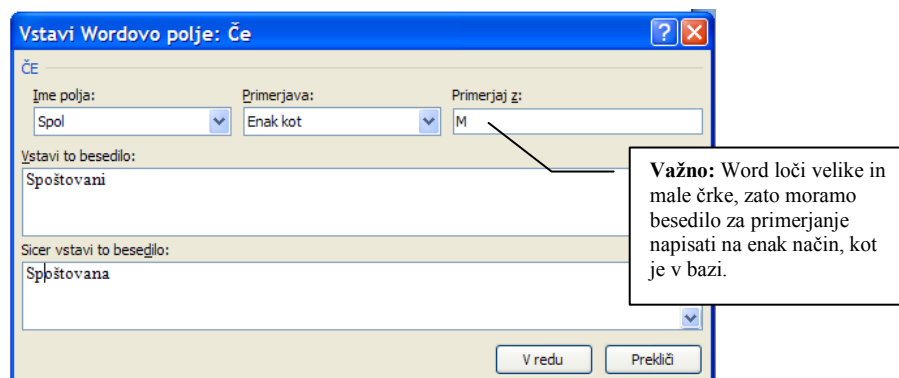 Vstavi Wordovo polje: Če
ČE
Ime polja: Primerjava: Primerjaj z:
Spol Enak kot M
Vstavi to besedilo:
Spoštovani
Sicer vstavi to besedilo:
Spoštovana
V redu Prekliči
Važno: Word loči velike in
male črke, zato moramo
besedilo za primerjanje
napisati na enak način, kot
je v bazi.